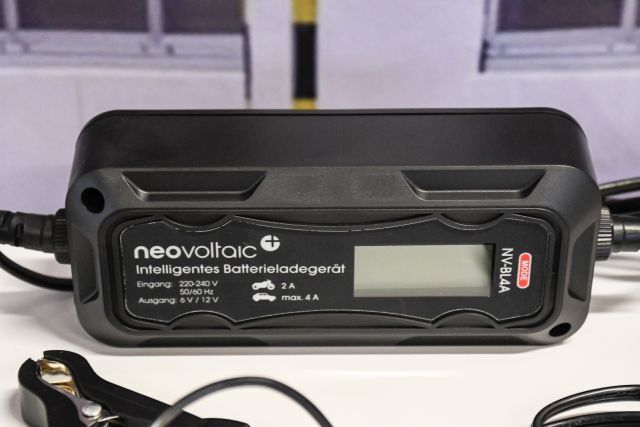 neovoltaic +
Intelligentes Batterieladegerät
Eingang: 220-240 V
50/60 Hz
Ausgang: 6 V / 12 V
2 A
max. 4 A
MODE
NV-BL4A